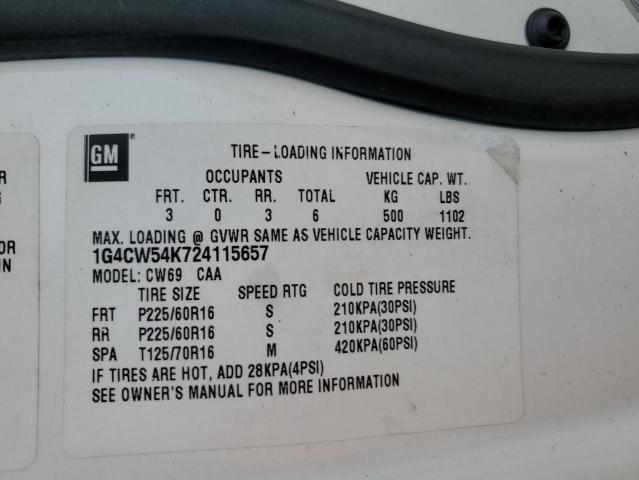 GM
TIRE-LOADING INFORMATION
OCCUPANTS VEHICLE CAP. WT.
FRT. CTR. RR. TOTAL KG LBS
3 0 3 6 500 1102
MAX. LOADING @ GVWR SAME AS VEHICLE CAPACITY WEIGHT.
1G4CW54K724115657
MODEL: CW69 CAA
TIRE SIZE SPEED RTG COLD TIRE PRESSURE
FRT P225/60R16 S 210KPA(30PSI)
RR P225/60R16 S 210KPA(30PSI)
SPA T125/70R16 M 420KPA(60PSI)
IF TIRES ARE HOT, ADD 28KPA(4PSI)
SEE OWNER'S MANUAL FOR MORE INFORMATION